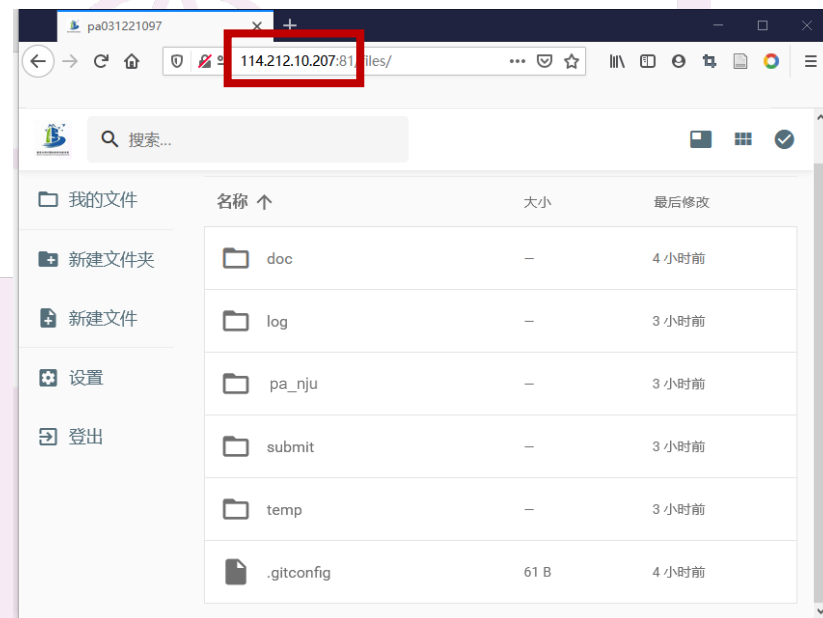 pa031221097
114.212.10.207:81/files/
搜索...
我的文件
新建文件夹
新建文件
设置
登出
名称 大小 最后修改
doc — 4 小时前
log — 3 小时前
pa_nju — 3 小时前
submit — 3 小时前
temp — 3 小时前
.gitconfig 61 B 4 小时前